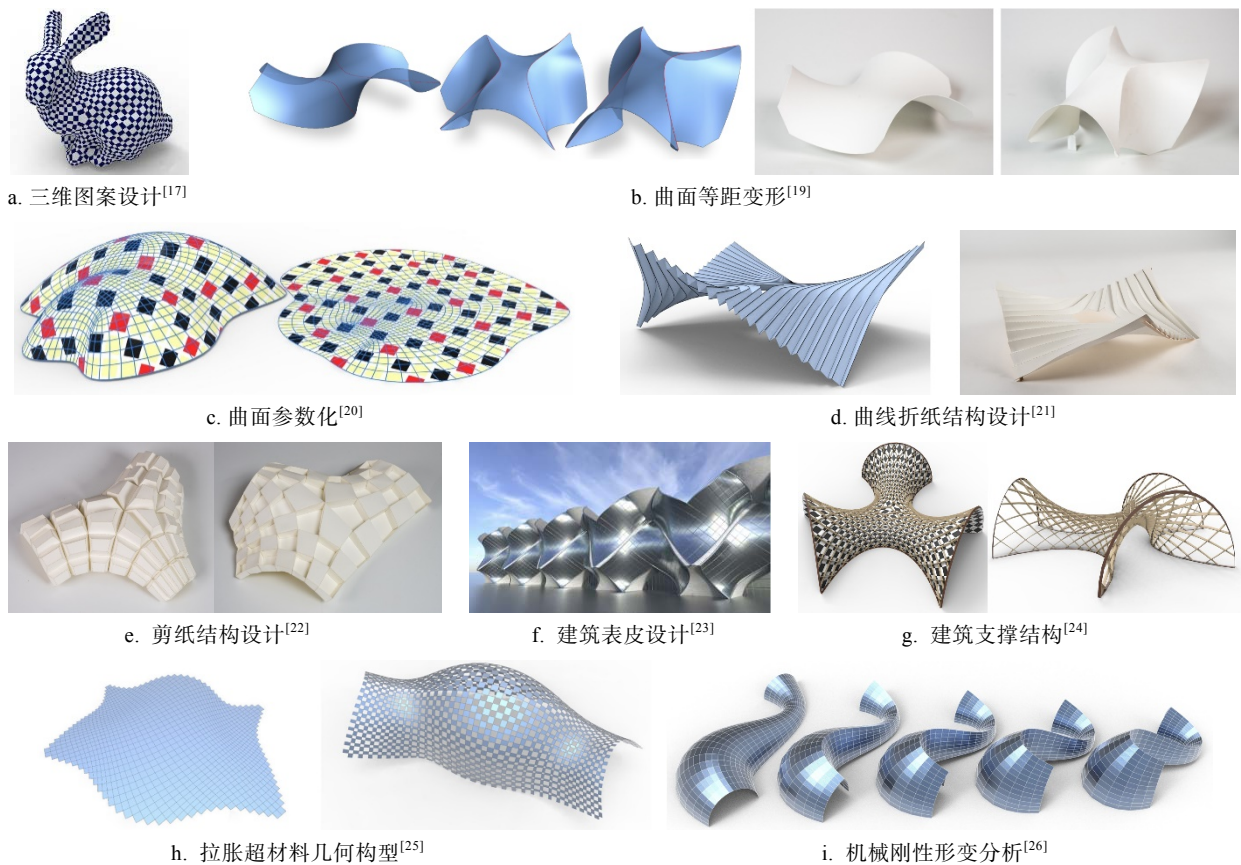 a. 三维图案设计[17]
b. 曲面等距变形[19]
c. 曲面参数化[20]
d. 曲线折纸结构设计[21]
e. 剪纸结构设计[22]
f. 建筑表皮设计[23]
g. 建筑支撑结构[24]
h. 拉胀超材料几何构型[25]
i. 机械刚性形变分析[26]